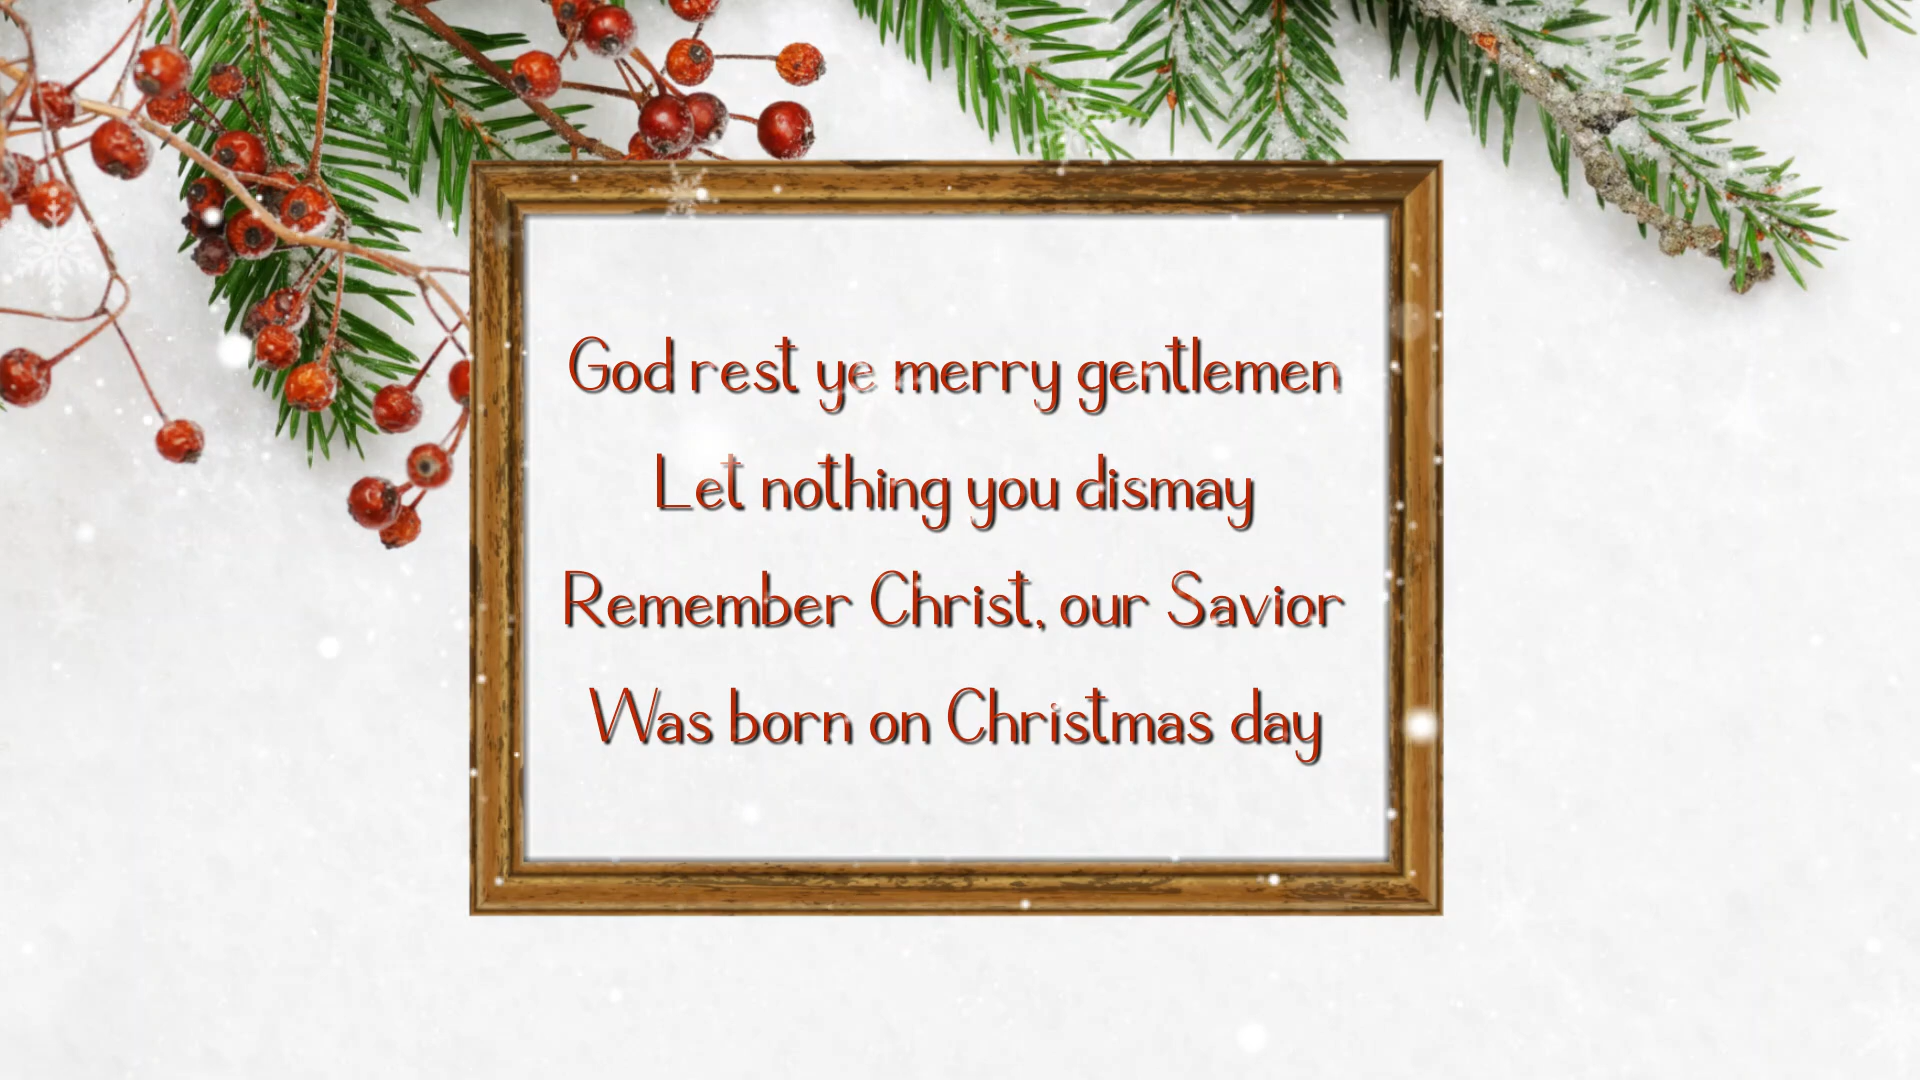 God rest ye merry gentlemen
Let nothing you dismay
Remember Christ, our Savior
Was born on Christmas day